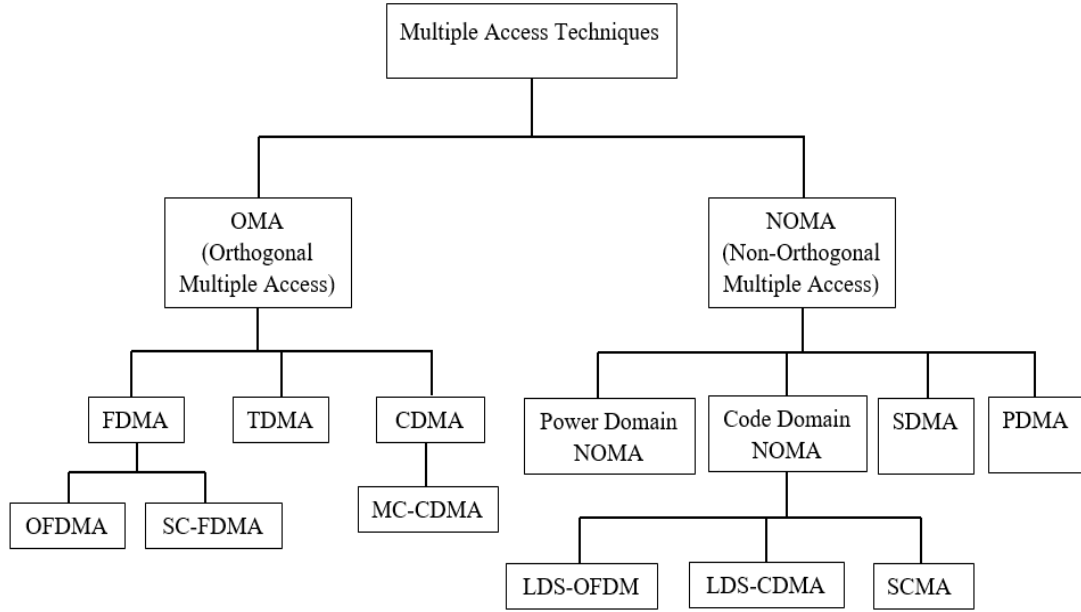 Multiple Access Techniques
OMA
(Orthogonal
Multiple Access)
NOMA
(Non-Orthogonal
Multiple Access)
FDMA
TDMA
CDMA
Power Domain
NOMA
Code Domain
NOMA
SDMA
PDMA
OFDMA
SC-FDMA
MC-CDMA
LDS-OFDM
LDS-CDMA
SCMA